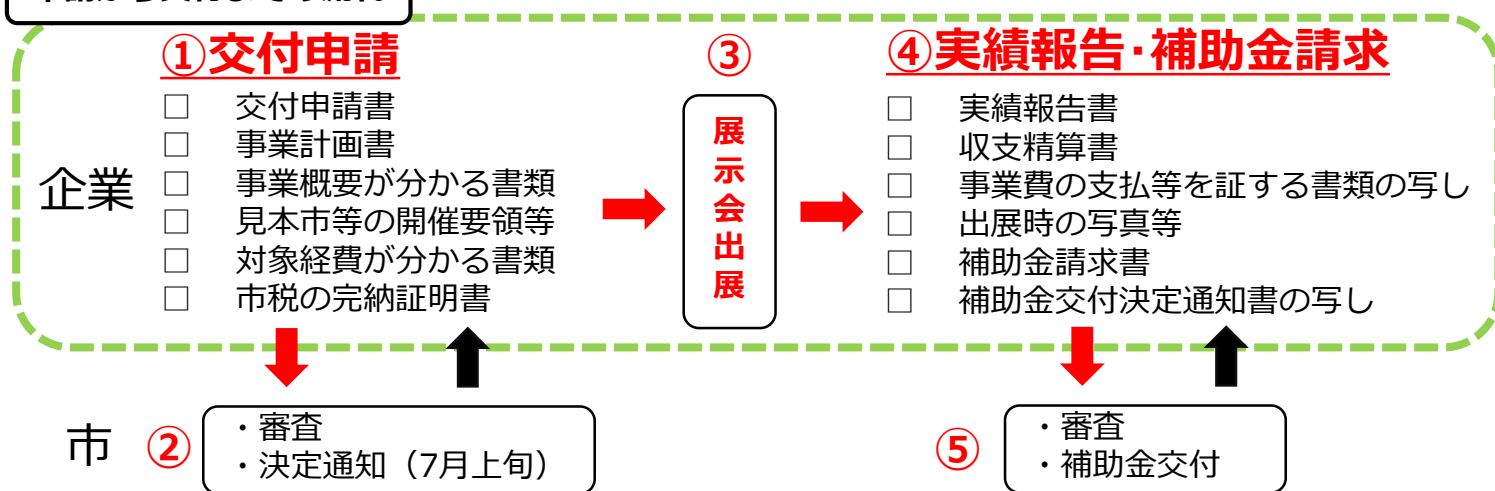 ①交付申請
□ 交付申請書
□ 事業計画書
□ 事業概要が分かる書類
□ 見本市等の開催要領等
□ 対象経費が分かる書類
□ 市税の完納証明書
企業
③
展示会出展
④実績報告・補助金請求
□ 実績報告書
□ 収支精算書
□ 事業費の支払等を証する書類の写し
□ 出展時の写真等
□ 補助金請求書
□ 補助金交付決定通知書の写し
市
②
・審査
・決定通知（7月上旬）
⑤
・審査
・補助金交付